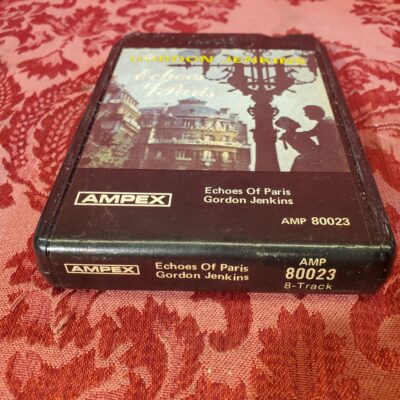 GORDON JENKINS
Echoes
of Paris
AMPEX
Echoes Of Paris
Gordon Jenkins
AMP 80023
AMPEX
Echoes Of Paris
Gordon Jenkins
AMP
80023
8-Track